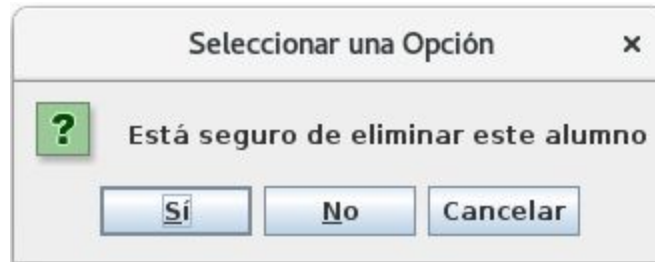 Seleccionar una Opción ×
? Está seguro de eliminar este alumno
Sí No Cancelar